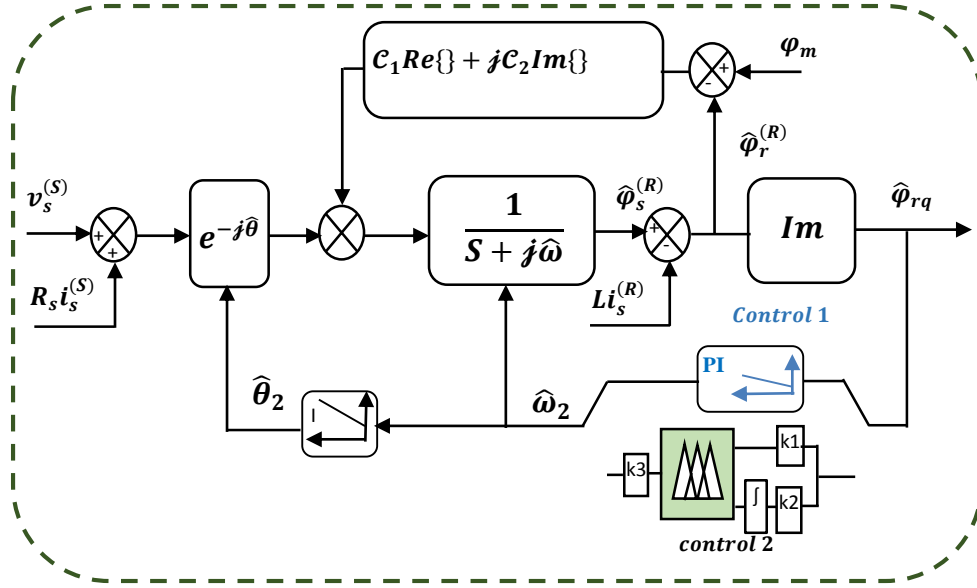 𝒞₁Re{} + j𝒞₂Im{}
+
-
φₘ
φ̂ᵣ⁽ᴿ⁾
vₛ⁽ˢ⁾
+
+
Rₛiₛ⁽ˢ⁾
e^{-jθ̂}
1
S + jω̂
φ̂ₛ⁽ᴿ⁾
+
-
Liₛ⁽ᴿ⁾
Im
φ̂_{rq}
Control 1
PI
θ̂₂
I
ω̂₂
k3
k1
∫
k2
control 2